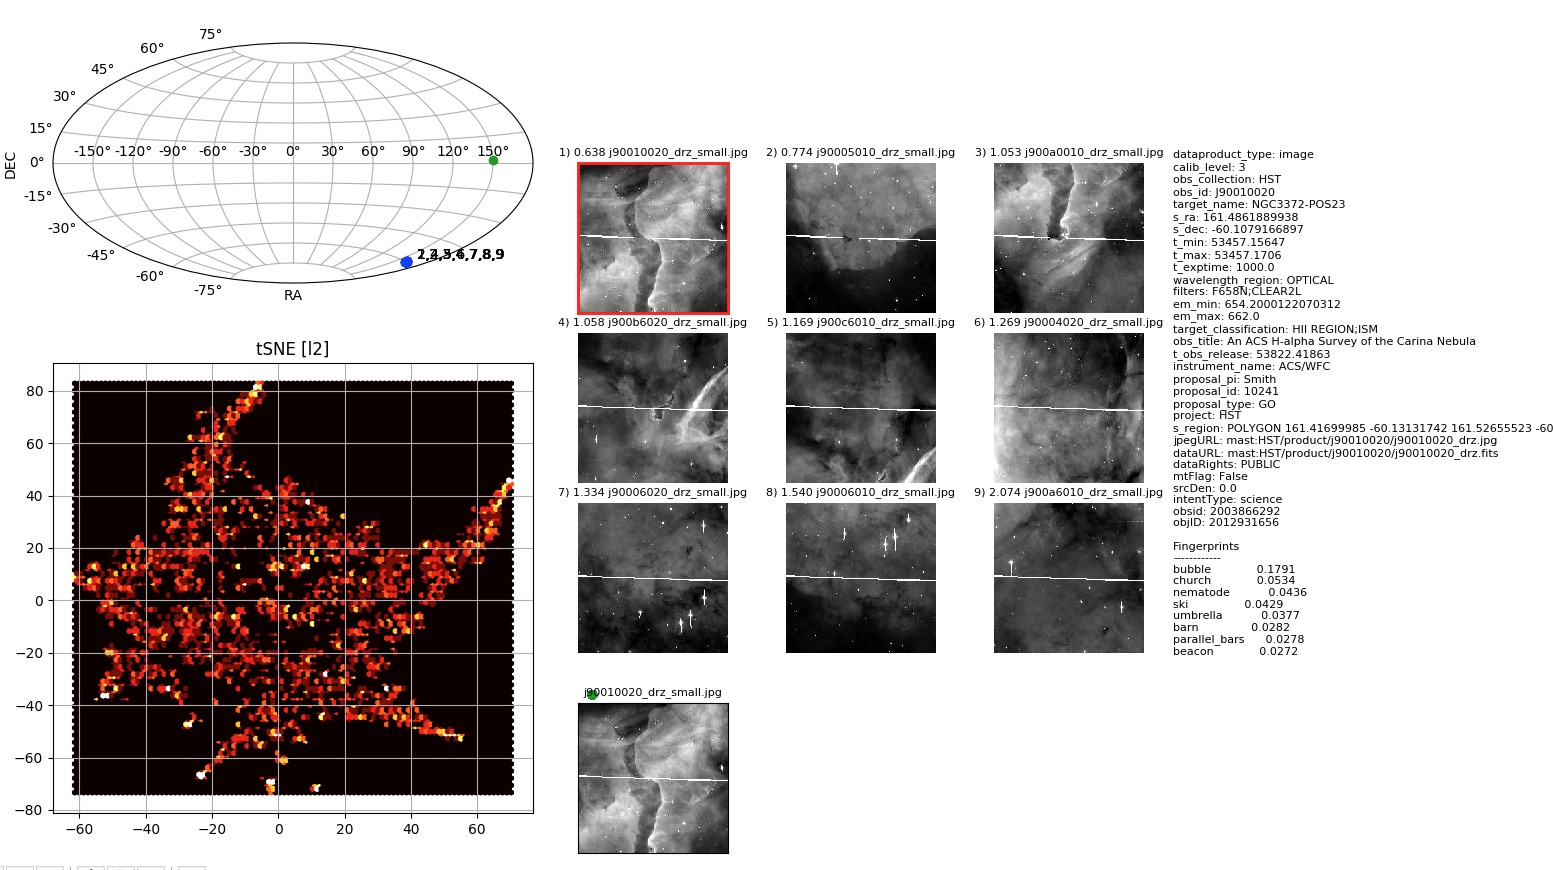 75°
60°
45°
30°
15°
-150° -120° -90° -60° -30° 0° 30° 60° 90° 120° 150°
0°
DEC
-15°
-30°
-45°
-60°
-75°
RA
tSNE [l2]
80
60
40
20
0
−20
−40
−60
−80
−60 −40 −20 0 20 40 60
1) 0.638 j90010020_drz_small.jpg
2) 0.774 j90005010_drz_small.jpg
3) 1.053 j900a0010_drz_small.jpg
4) 1.058 j900b6020_drz_small.jpg
5) 1.169 j900c6010_drz_small.jpg
6) 1.269 j90004020_drz_small.jpg
7) 1.334 j90006020_drz_small.jpg
8) 1.540 j90006010_drz_small.jpg
9) 2.074 j900a6010_drz_small.jpg
j90010020_drz_small.jpg
dataproduct_type: image
calib_level: 3
obs_collection: HST
obs_id: J90010020
target_name: NGC3372-POS23
s_ra: 161.4861889938
s_dec: -60.1079166897
t_min: 53457.15647
t_max: 53457.1706
t_exptime: 1000.0
wavelength_region: OPTICAL
filters: F658N;CLEAR2L
em_min: 654.2000122070312
em_max: 662.0
target_classification: HII REGION;ISM
obs_title: An ACS H-alpha Survey of the Carina Nebula
t_obs_release: 53822.41863
instrument_name: ACS/WFC
proposal_pi: Smith
proposal_id: 10241
proposal_type: GO
project: HST
s_region: POLYGON 161.41699985 -60.13131742 161.52655523 -60
jpegURL: mast:HST/product/j90010020/j90010020_drz.jpg
dataURL: mast:HST/product/j90010020/j90010020_drz.fits
dataRights: PUBLIC
mtFlag: False
srcDen: 0.0
intentType: science
obsid: 2003866292
objID: 2012931656
Fingerprints
------------
bubble 0.1791
church 0.0534
nematode 0.0436
ski 0.0429
umbrella 0.0377
barn 0.0282
parallel_bars 0.0278
beacon 0.0272